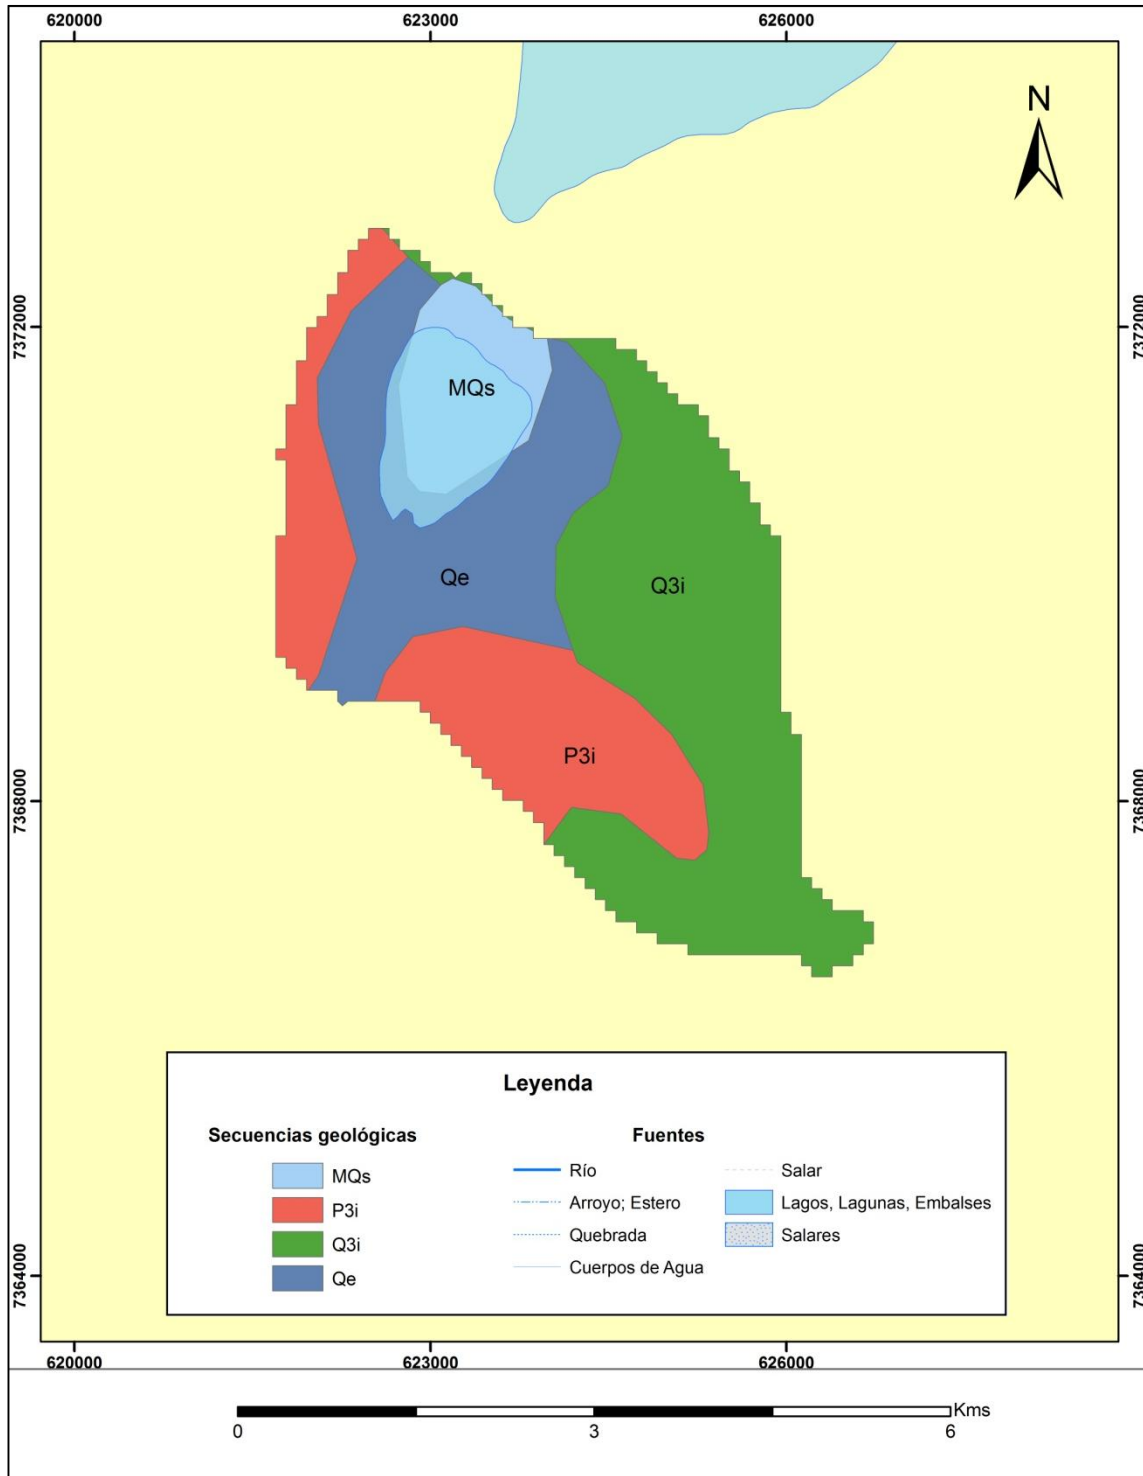 620000 623000 626000
N
7372000 7372000
MQs
Qe
Q3i
P3i
7368000 7368000
Leyenda
Secuencias geológicas
MQs
P3i
Q3i
Qe
Fuentes
Río
Arroyo; Estero
Quebrada
Cuerpos de Agua
Salar
Lagos, Lagunas, Embalses
Salares
7364000 7364000
620000 623000 626000
Kms
0 3 6